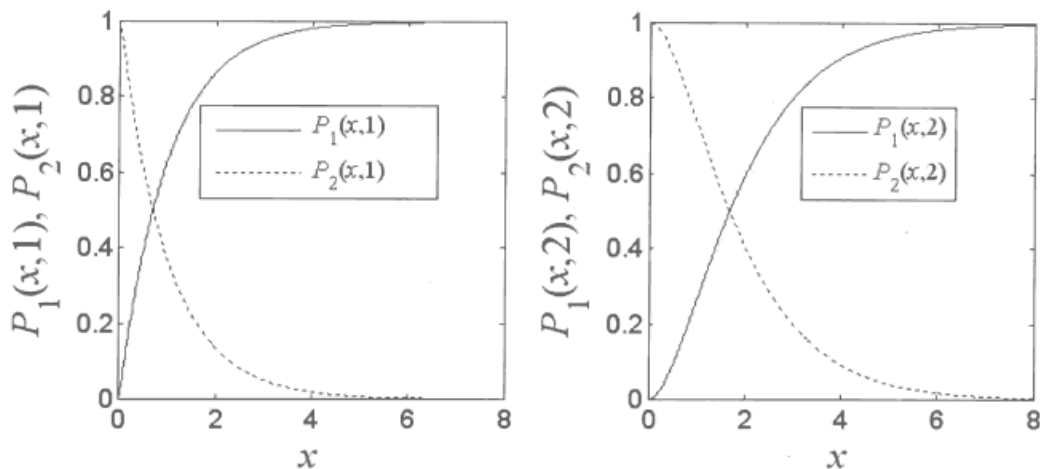 P1(x,1), P2(x,1)
1
0.8
0.6
0.4
0.2
0
0 2 4 6 8
x
P1(x,1)
P2(x,1)
P1(x,2), P2(x,2)
1
0.8
0.6
0.4
0.2
0
0 2 4 6 8
x
P1(x,2)
P2(x,2)